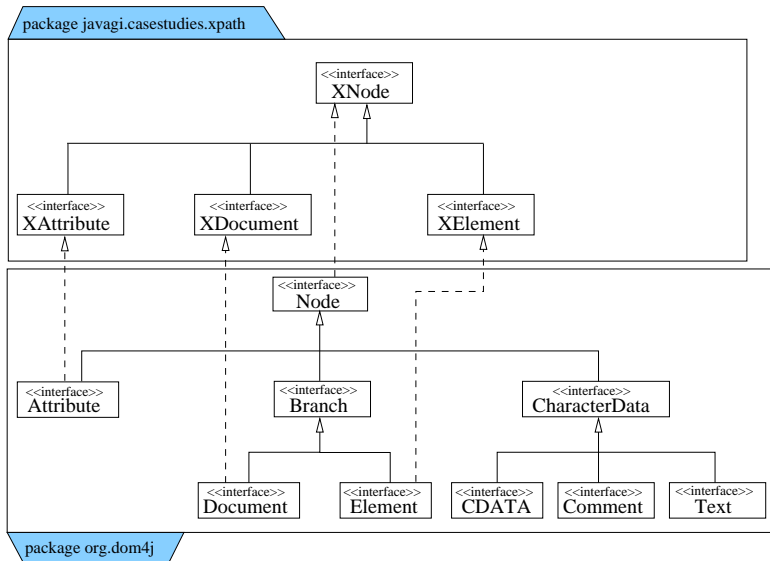 package javagi.casestudies.xpath
<<interface>>
XNode
<<interface>>
XAttribute
<<interface>>
XDocument
<<interface>>
XElement
<<interface>>
Node
<<interface>>
Attribute
<<interface>>
Branch
<<interface>>
CharacterData
<<interface>>
Document
<<interface>>
Element
<<interface>>
CDATA
<<interface>>
Comment
<<interface>>
Text
package org.dom4j